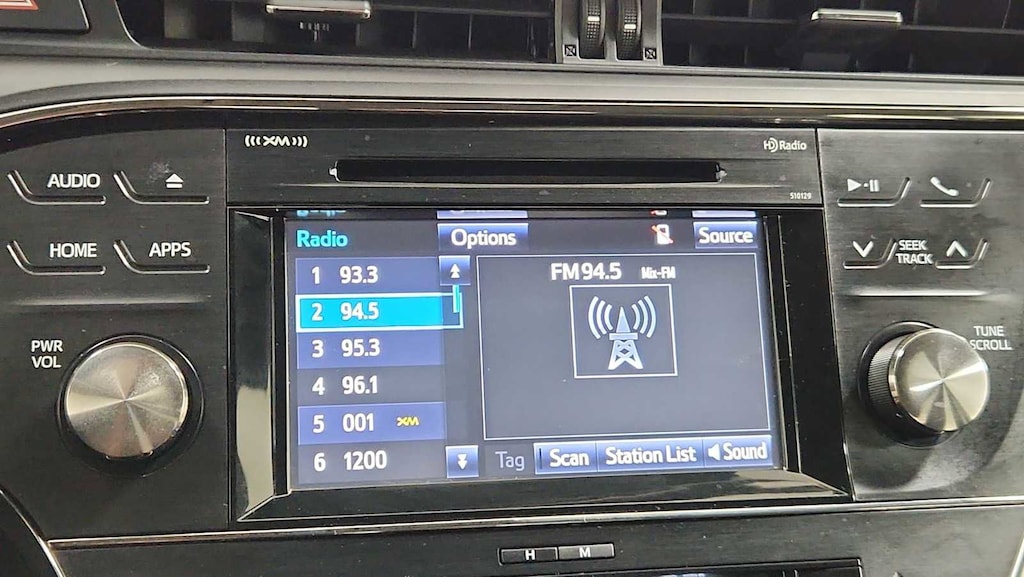 XM
HD Radio
AUDIO
510129
HOME
APPS
SEEK
TRACK
PWR
VOL
TUNE
SCROLL
Radio
Options
Source
1 93.3
2 94.5
3 95.3
4 96.1
5 001 XM
6 1200
FM 94.5 Mix-FM
Tag
Scan
Station List
Sound
H
M